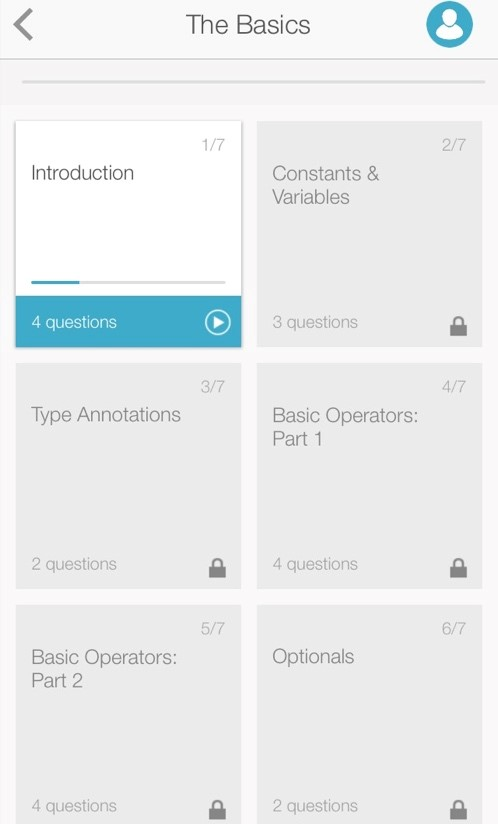 The Basics
1/7
Introduction
4 questions
2/7
Constants &
Variables
3 questions
3/7
Type Annotations
2 questions
4/7
Basic Operators:
Part 1
4 questions
5/7
Basic Operators:
Part 2
4 questions
6/7
Optionals
2 questions